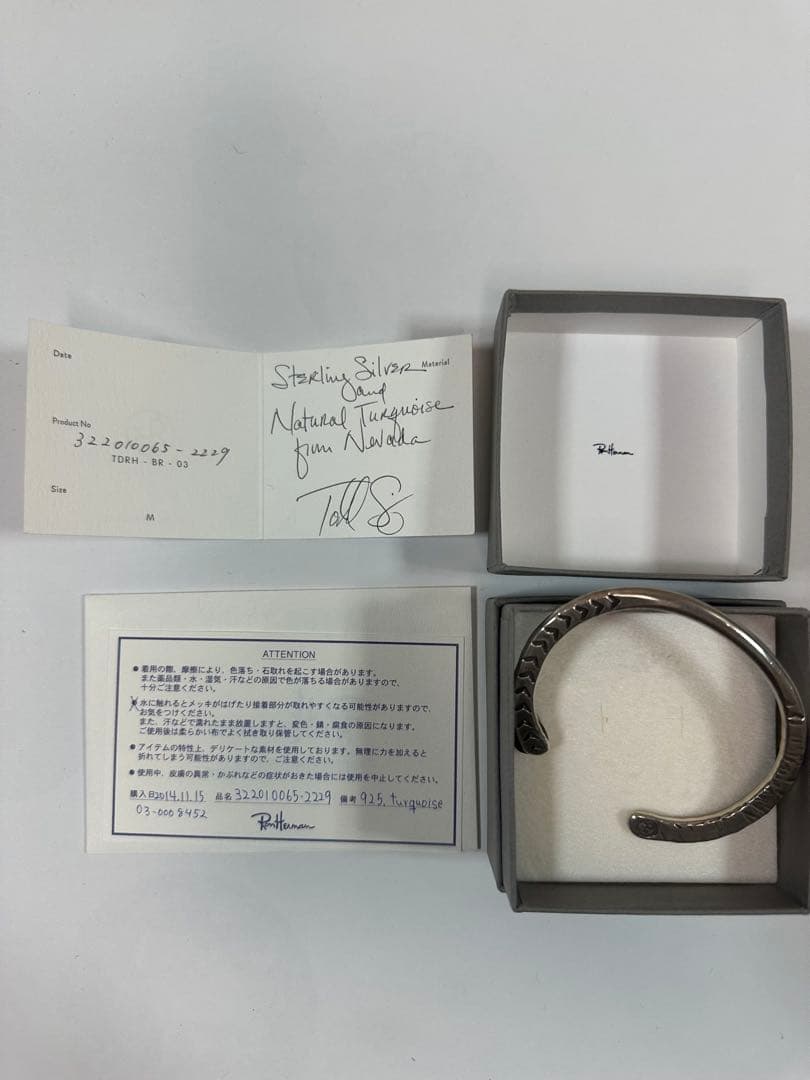 Date
Product No
322010065-2229
TDRH - BR - 03
Size
M
Material
Sterling Silver
and
Natural Turquoise
from Nevada
Ron Herman
ATTENTION
●着用の際、摩擦により、色落ち・石取れを起こす場合があります。
また薬品類・水・湿気・汗などの原因で色が落ちる場合がありますので、
十分ご注意ください。
●水に触れるとメッキがはげたり接着部分が取れやすくなる可能性がありますので、
お気をつけください。
また、汗などで濡れたまま放置しますと、変色・錆・腐食の原因になります。
ご使用後は柔らかい布でよく拭き取り保管してください。
●アイテムの特性上、デリケートな素材を使用しております。無理に力を加えると
折れてしまう可能性がありますので、ご注意ください。
●使用中、皮膚の異常・かぶれなどの症状がおきた場合には使用を中止してください。
購入日2014.11.15 品名 322010065-2229 備考 925, turquoise
03-000 8452
Ron Herman